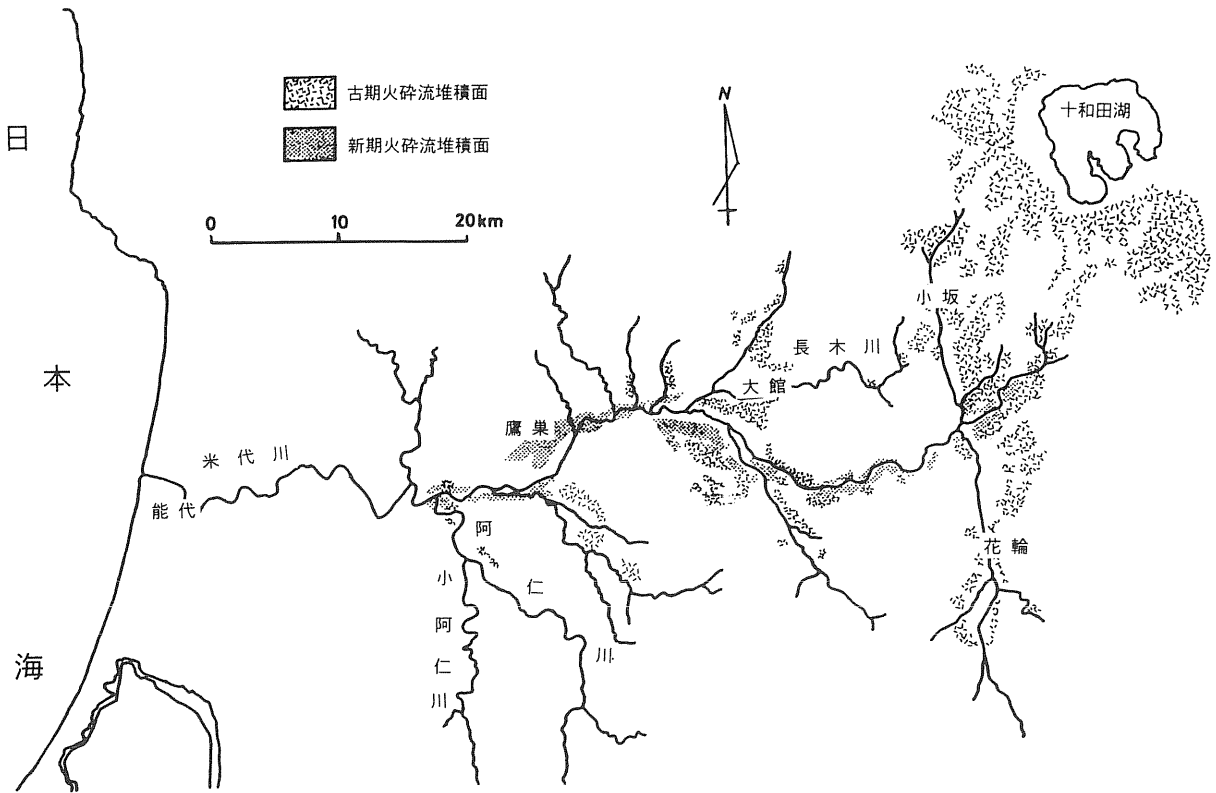 古期火砕流堆積面
新期火砕流堆積面
0 10 20km
N
十和田湖
日本海
小坂
長木川
大館
鷹巣
米代川
能代
阿仁川
小阿仁川
花輪